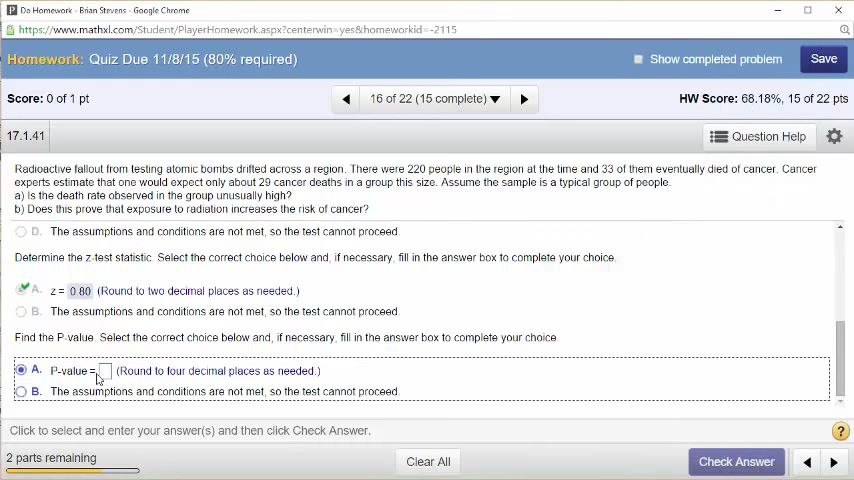 Do Homework - Brian Stevens - Google Chrome
https://www.mathxl.com/Student/PlayerHomework.aspx?centerwin=yes&homeworkid=-2115
Homework: Quiz Due 11/8/15 (80% required)
Show completed problem
Save
Score: 0 of 1 pt
16 of 22 (15 complete)
HW Score: 68.18%, 15 of 22 pts
17.1.41
Question Help
Radioactive fallout from testing atomic bombs drifted across a region. There were 220 people in the region at the time and 33 of them eventually died of cancer. Cancer
experts estimate that one would expect only about 29 cancer deaths in a group this size. Assume the sample is a typical group of people.
a) Is the death rate observed in the group unusually high?
b) Does this prove that exposure to radiation increases the risk of cancer?
D. The assumptions and conditions are not met, so the test cannot proceed.
Determine the z-test statistic. Select the correct choice below and, if necessary, fill in the answer box to complete your choice.
A. z = 0.80 (Round to two decimal places as needed.)
B. The assumptions and conditions are not met, so the test cannot proceed.
Find the P-value. Select the correct choice below and, if necessary, fill in the answer box to complete your choice.
A. P-value = (Round to four decimal places as needed.)
B. The assumptions and conditions are not met, so the test cannot proceed.
Click to select and enter your answer(s) and then click Check Answer.
?
2 parts remaining
Clear All
Check Answer